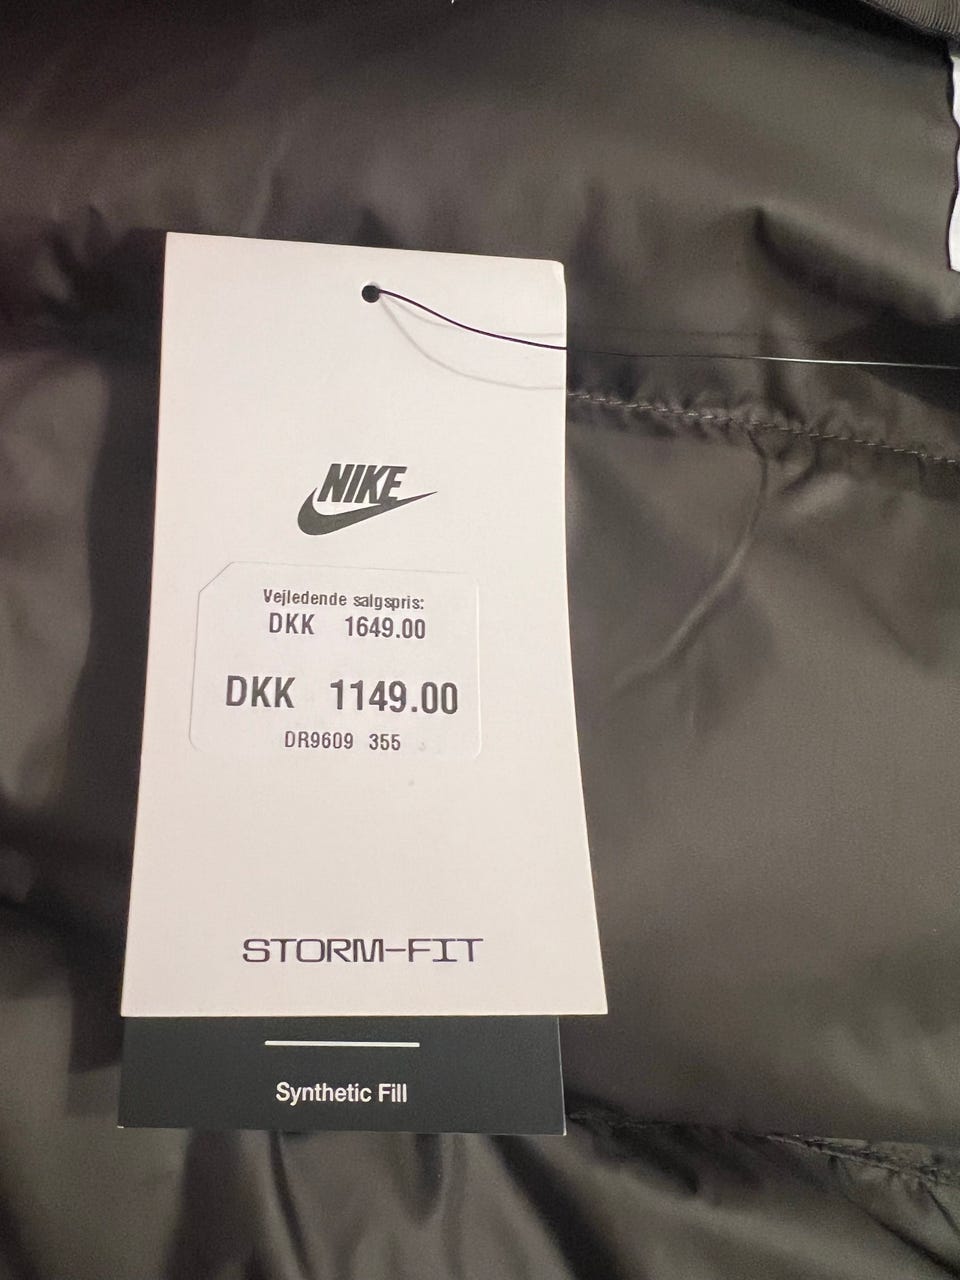 NIKE
Vejledende salgspris:
DKK 1649.00
DKK 1149.00
DR9609 355
STORM-FIT
Synthetic Fill